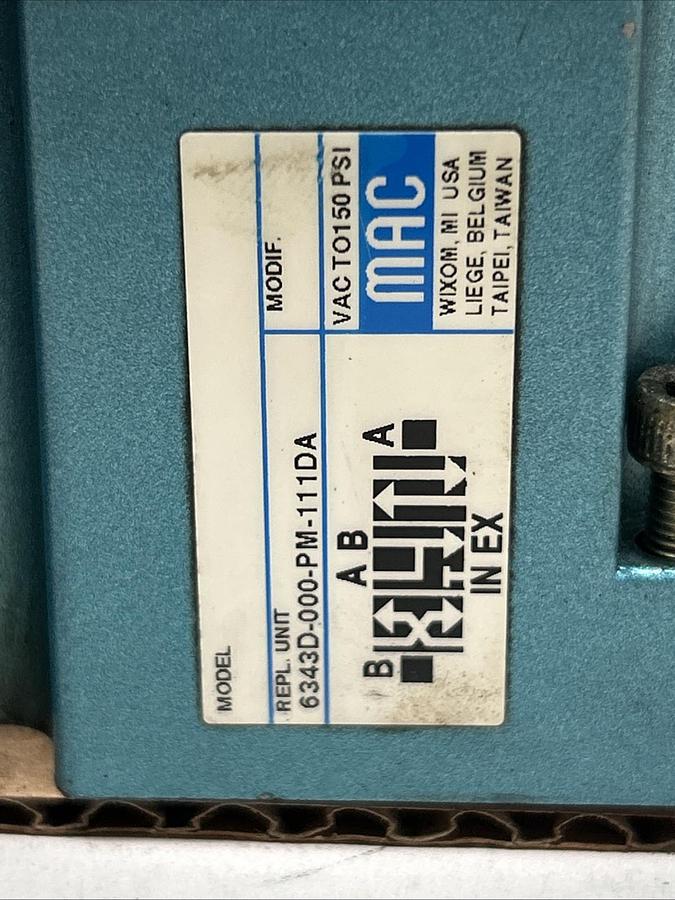 MODEL
REPL. UNIT
MODIF.
6343D-000-PM-111DA
VAC TO150 PSI
MAC
WIXOM, MI USA
LIEGE, BELGIUM
TAIPEI, TAIWAN
A B
B
A
IN EX